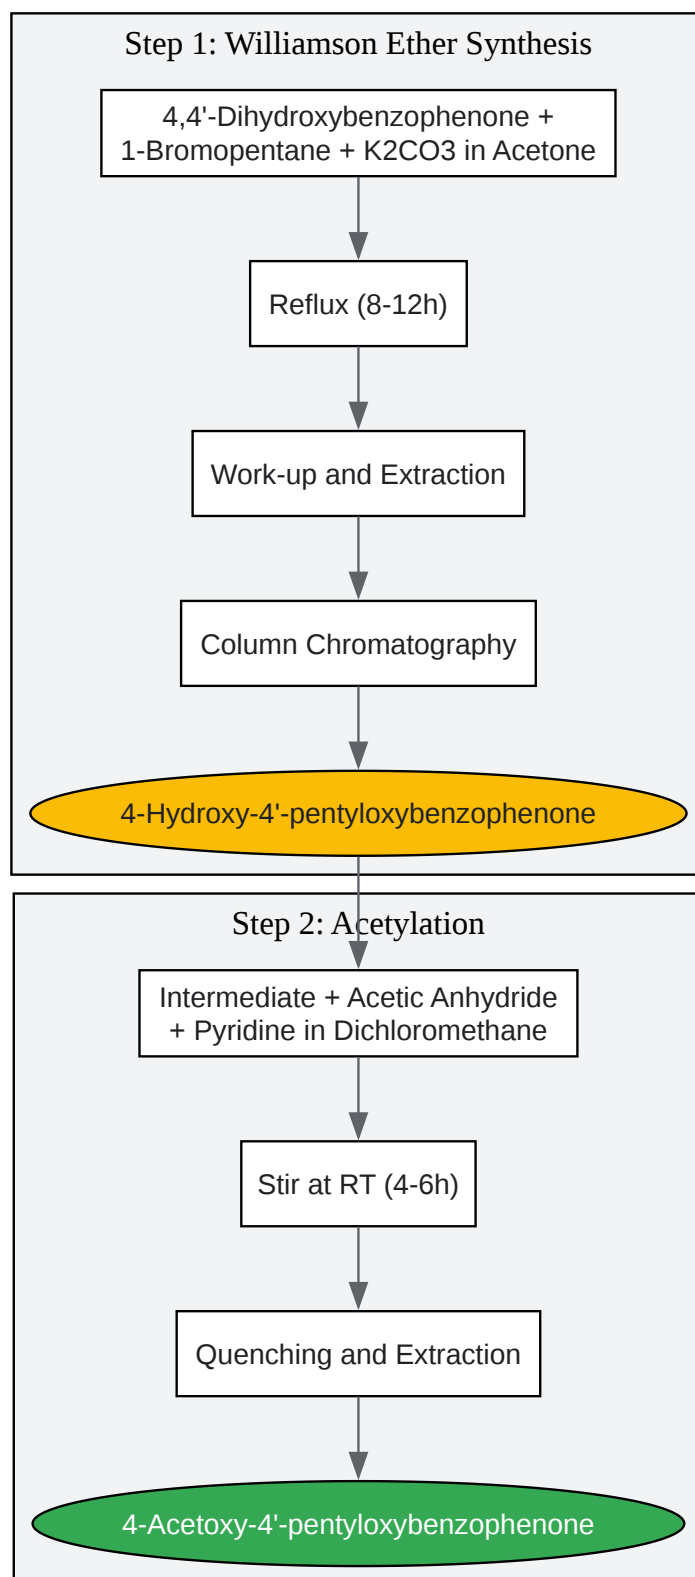 Step 1: Williamson Ether Synthesis
4,4'-Dihydroxybenzophenone +
1-Bromopentane + K2CO3 in Acetone
Reflux (8-12h)
Work-up and Extraction
Column Chromatography
4-Hydroxy-4'-pentyloxybenzophenone
Step 2: Acetylation
Intermediate + Acetic Anhydride
+ Pyridine in Dichloromethane
Stir at RT (4-6h)
Quenching and Extraction
4-Acetoxy-4'-pentyloxybenzophenone